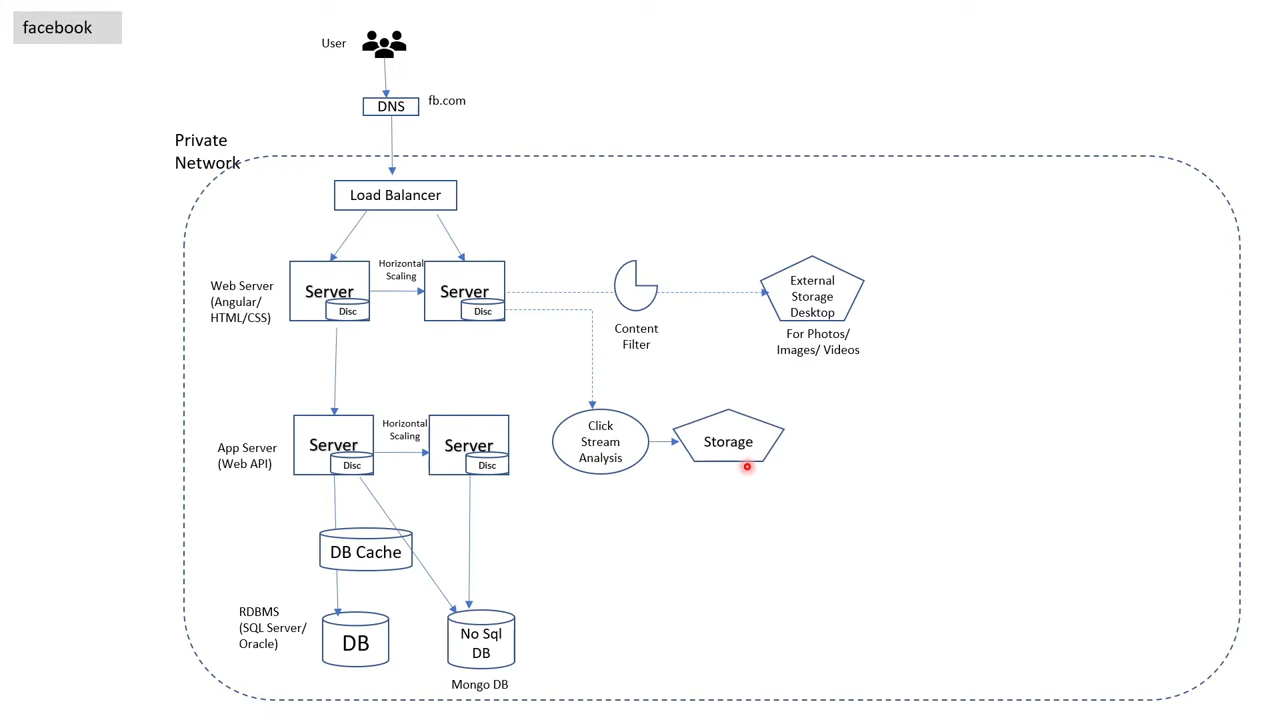 facebook
User
DNS
fb.com
Private
Network
Load Balancer
Web Server
(Angular/
HTML/CSS)
Server
Disc
Horizontal
Scaling
Server
Disc
Content
Filter
External
Storage
Desktop
For Photos/
Images/ Videos
App Server
(Web API)
Server
Disc
Horizontal
Scaling
Server
Disc
Click
Stream
Analysis
Storage
DB Cache
RDBMS
(SQL Server/
Oracle)
DB
No Sql
DB
Mongo DB